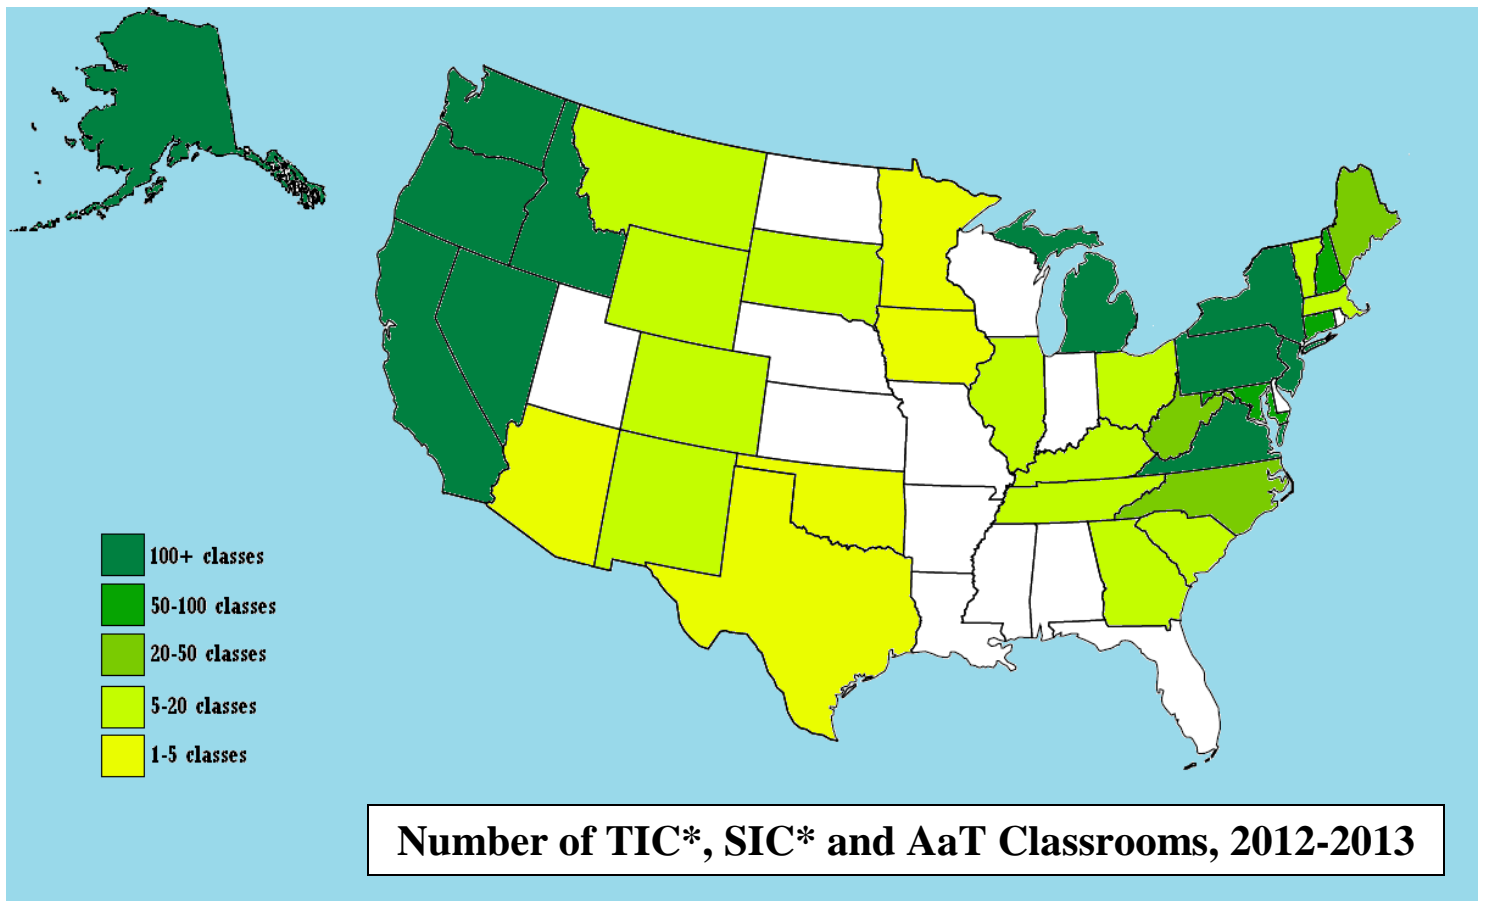 100+ classes
50-100 classes
20-50 classes
5-20 classes
1-5 classes
Number of TIC*, SIC* and AaT Classrooms, 2012-2013